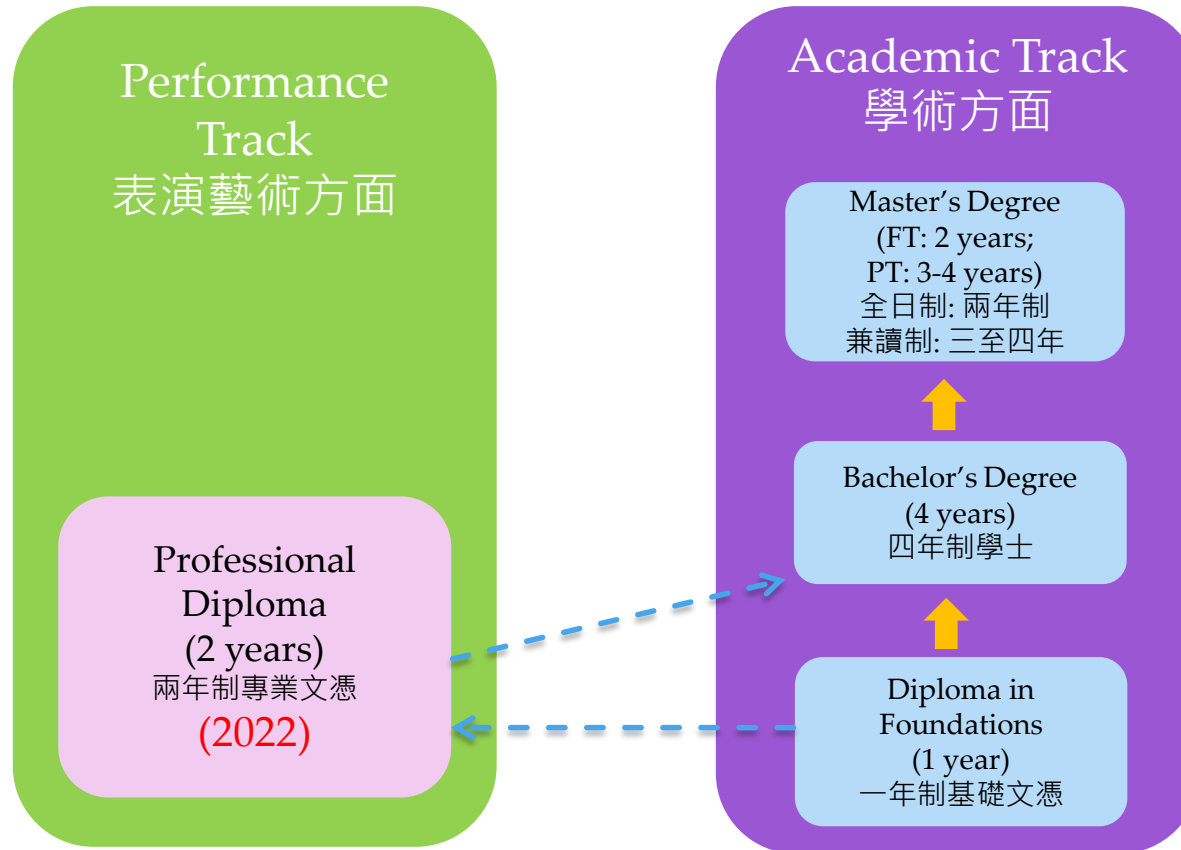 Performance
Track
表演藝術方面
Professional
Diploma
(2 years)
兩年制專業文憑
(2022)
Academic Track
學術方面
Master’s Degree
(FT: 2 years;
PT: 3-4 years)
全日制: 兩年制
兼讀制: 三至四年
Bachelor’s Degree
(4 years)
四年制學士
Diploma in
Foundations
(1 year)
一年制基礎文憑